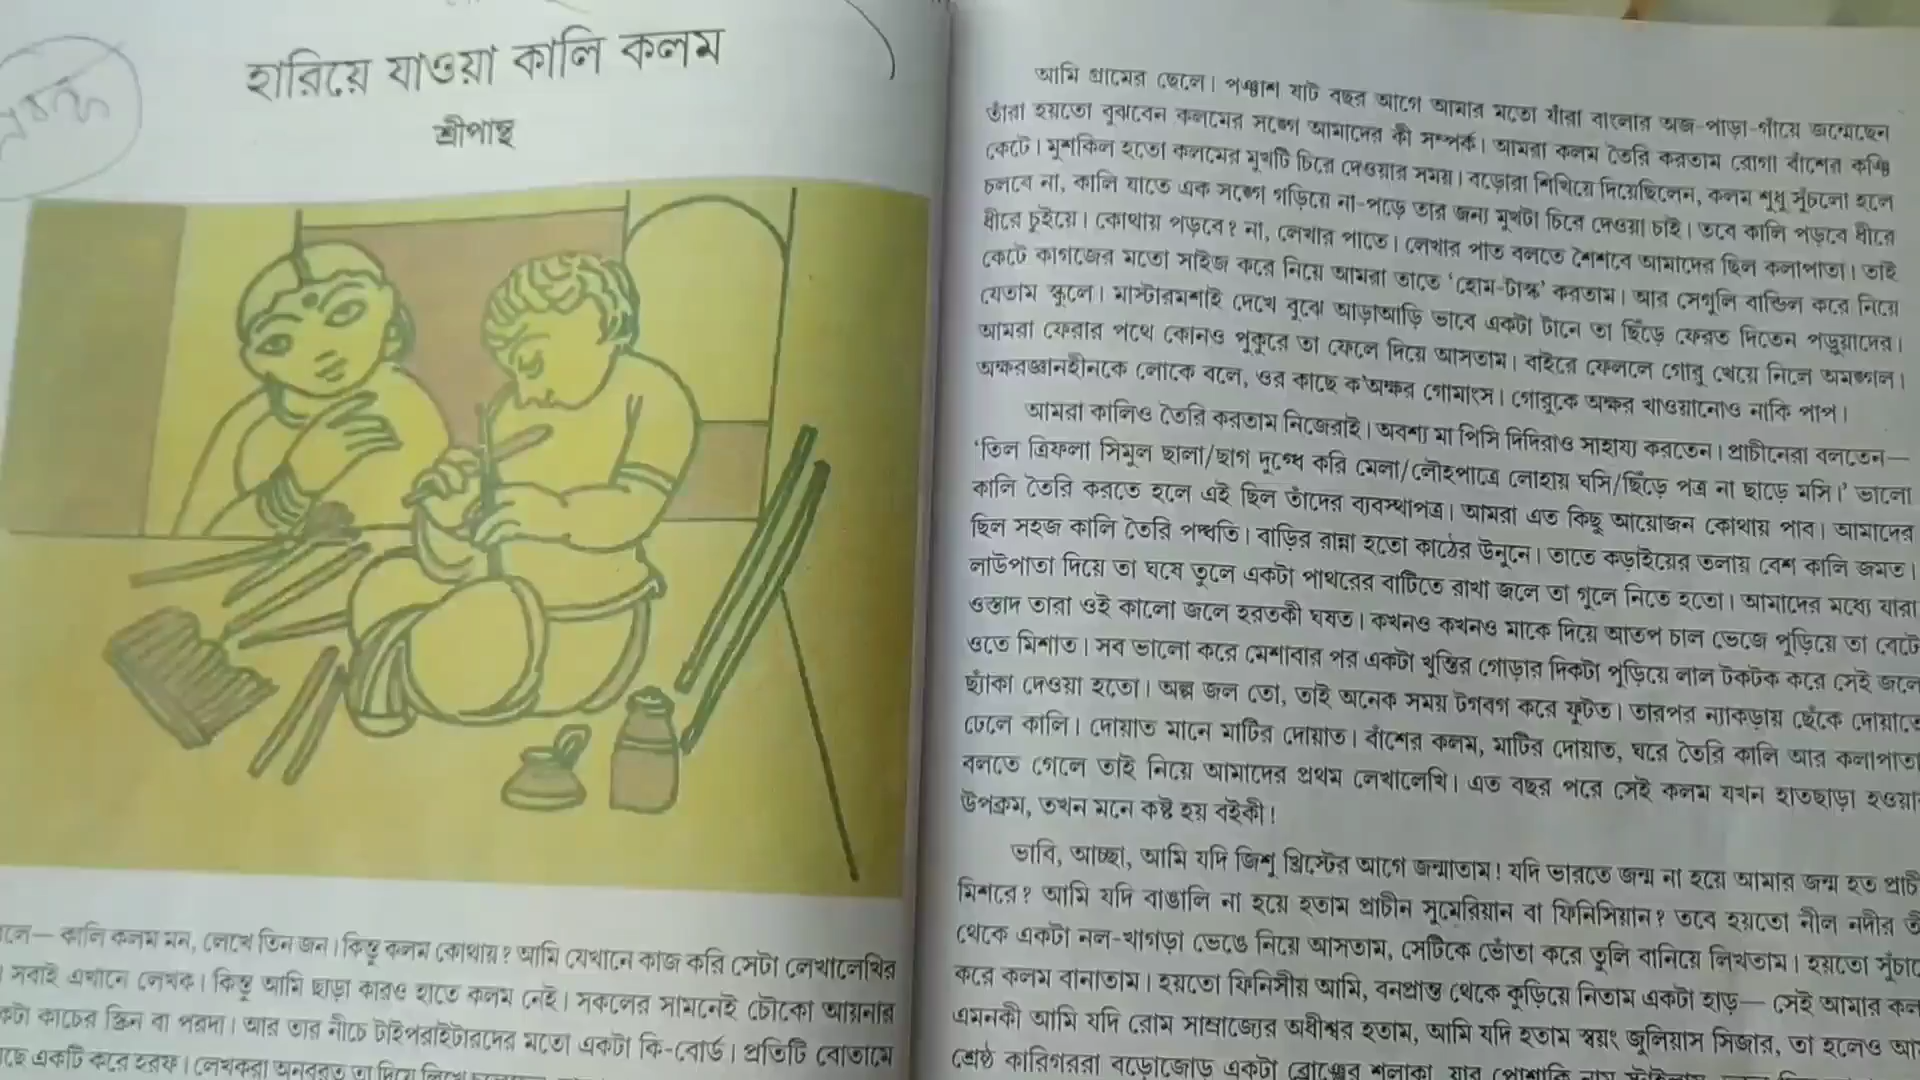 হারিয়ে যাওয়া কালি কলম
শ্রীপান্থ
লে— কালি কলম মন, লেখে তিন জন। কিন্তু কলম কোথায়? আমি যেখানে কাজ করি সেটা লেখালেখির
সবাই এখানে লেখক। কিন্তু আমি ছাড়া কারও হাতে কলম নেই। সকলের সামনেই চৌকো আয়নার
কটা কাচের স্ক্রিন বা পরদা। আর তার নীচে টাইপরাইটারদের মতো একটা কি-বোর্ড। প্রতিটি বোতামে
ছে একটি করে হরফ। লেখকরা অনবরত তা দিয়ে লিখে
আমি গ্রামের ছেলে। পঞ্চাশ ষাট বছর আগে আমার মতো যাঁরা বাংলার অজ-পাড়া-গাঁয়ে জন্মেছেন
তাঁরা হয়তো বুঝবেন কলমের সঙ্গে আমাদের কী সম্পর্ক। আমরা কলম তৈরি করতাম রোগা বাঁশের কঞ্চি
কেটে। মুশকিল হতো কলমের মুখটি চিরে দেওয়ার সময়। বড়োরা শিখিয়ে দিয়েছিলেন, কলম শুধু সুঁচলো হলে
চলবে না, কালি যাতে এক সঙ্গে গড়িয়ে না-পড়ে তার জন্য মুখটা চিরে দেওয়া চাই। তবে কালি পড়বে ধীরে
ধীরে চুইয়ে। কোথায় পড়বে? না, লেখার পাতে। লেখার পাত বলতে শৈশবে আমাদের ছিল কলাপাতা। তাই
কেটে কাগজের মতো সাইজ করে নিয়ে আমরা তাতে ‘হোম-টাস্ক’ করতাম। আর সেগুলি বান্ডিল করে নিয়ে
যেতাম স্কুলে। মাস্টারমশাই দেখে বুঝে আড়াআড়ি ভাবে একটা টানে তা ছিঁড়ে ফেরত দিতেন পড়ুয়াদের।
আমরা ফেরার পথে কোনও পুকুরে তা ফেলে দিয়ে আসতাম। বাইরে ফেললে গোরু খেয়ে নিলে অমঙ্গল।
অক্ষরজ্ঞানহীনকে লোকে বলে, ওর কাছে ক'অক্ষর গোমাংস। গোরুকে অক্ষর খাওয়ানোও নাকি পাপ।
আমরা কালিও তৈরি করতাম নিজেরাই। অবশ্য মা পিসি দিদিরাও সাহায্য করতেন। প্রাচীনেরা বলতেন—
‘তিল ত্রিফলা সিমুল ছালা/ছাগ দুগ্ধে করি মেলা/লৌহপাত্রে লোহায় ঘসি/ছিঁড়ে পত্র না ছাড়ে মসি।’ ভালো
কালি তৈরি করতে হলে এই ছিল তাঁদের ব্যবস্থাপত্র। আমরা এত কিছু আয়োজন কোথায় পাব। আমাদের
ছিল সহজ কালি তৈরি পদ্ধতি। বাড়ির রান্না হতো কাঠের উনুনে। তাতে কড়াইয়ের তলায় বেশ কালি জমত।
লাউপাতা দিয়ে তা ঘষে তুলে একটা পাথরের বাটিতে রাখা জলে তা গুলে নিতে হতো। আমাদের মধ্যে যারা
ওস্তাদ তারা ওই কালো জলে হরতকী ঘষত। কখনও কখনও মাকে দিয়ে আতপ চাল ভেজে পুড়িয়ে তা বেটে
ওতে মিশাত। সব ভালো করে মেশাবার পর একটা খুন্তির গোড়ার দিকটা পুড়িয়ে লাল টকটক করে সেই জলে
ছ্যাঁকা দেওয়া হতো। অল্প জল তো, তাই অনেক সময় টগবগ করে ফুটত। তারপর ন্যাকড়ায় ছেঁকে দোয়াতে
ঢেলে কালি। দোয়াত মানে মাটির দোয়াত। বাঁশের কলম, মাটির দোয়াত, ঘরে তৈরি কালি আর কলাপাতা
বলতে গেলে তাই নিয়ে আমাদের প্রথম লেখালেখি। এত বছর পরে সেই কলম যখন হাতছাড়া হওয়ার
উপক্রম, তখন মনে কষ্ট হয় বইকী!
ভাবি, আচ্ছা, আমি যদি জিশু খ্রিস্টের আগে জন্মাতাম! যদি ভারতে জন্ম না হয়ে আমার জন্ম হত প্রাচী
মিশরে? আমি যদি বাঙালি না হয়ে হতাম প্রাচীন সুমেরিয়ান বা ফিনিসিয়ান? তবে হয়তো নীল নদীর তী
থেকে একটা নল-খাগড়া ভেঙে নিয়ে আসতাম, সেটিকে ভোঁতা করে তুলি বানিয়ে লিখতাম। হয়তো সুঁচাে
করে কলম বানাতাম। হয়তো ফিনিসীয় আমি, বনপ্রান্ত থেকে কুড়িয়ে নিতাম একটা হাড়— সেই আমার কল
এমনকী আমি যদি রোম সাম্রাজ্যের অধীশ্বর হতাম, আমি যদি হতাম স্বয়ং জুলিয়াস সিজার, তা হলেও আ
শ্রেষ্ঠ কারিগররা বড়োজোড় একটা ব্রোঞ্জের শলাকা, যার পোশাকি নাম